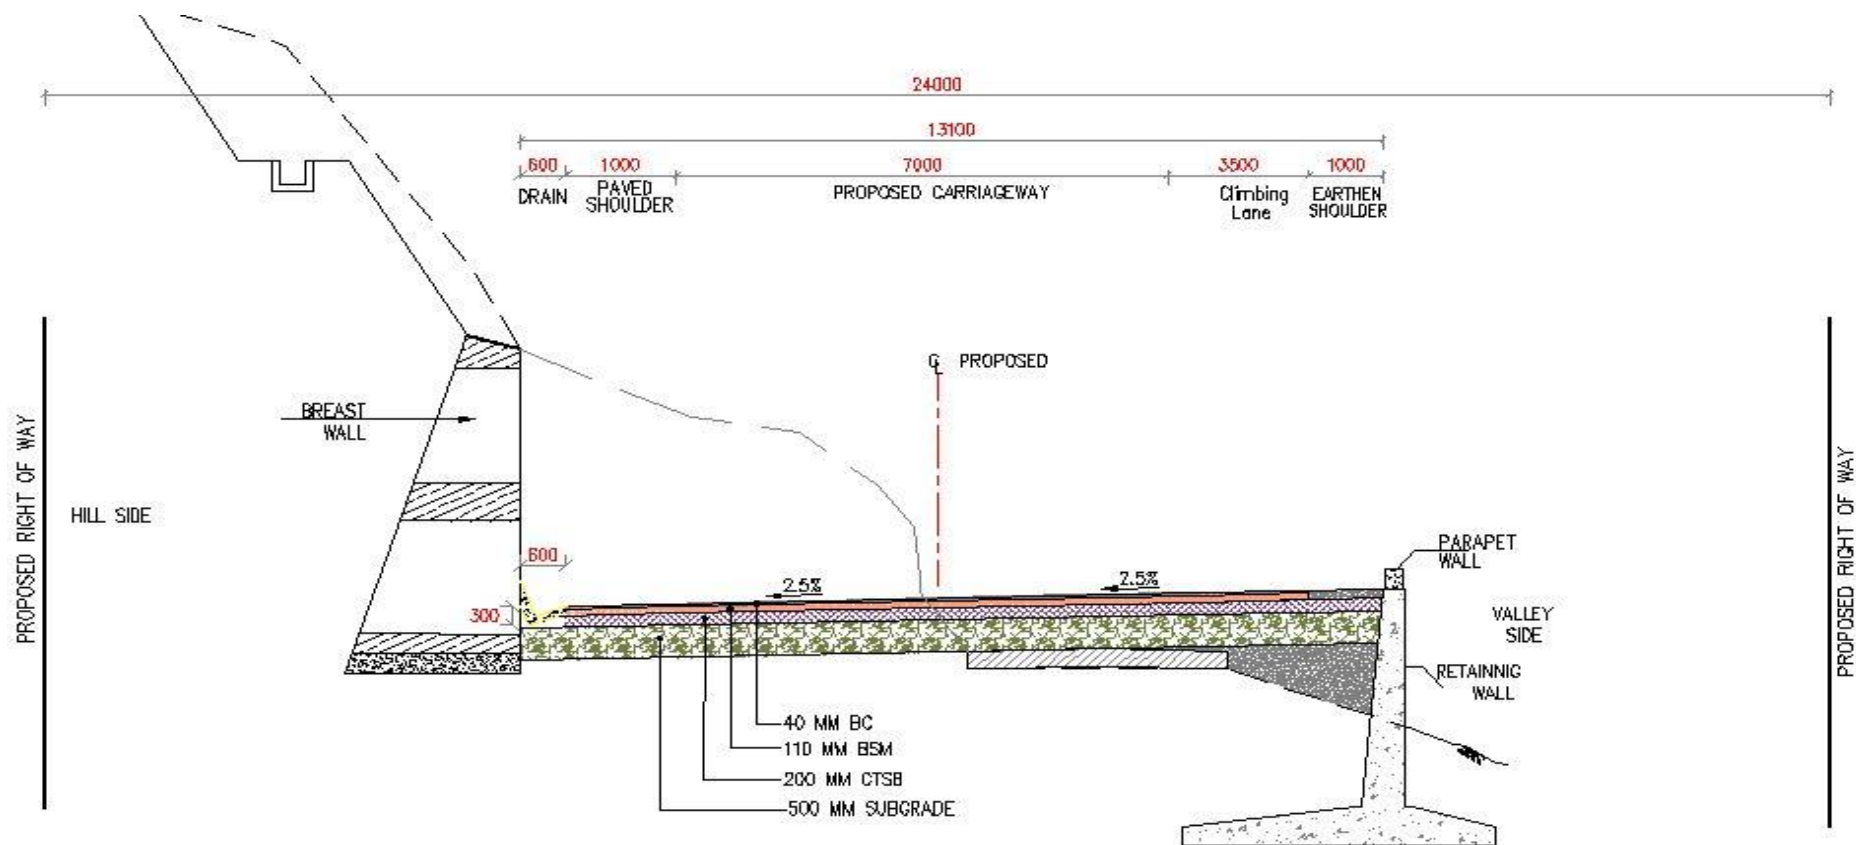 24000
13100
600
1000
7000
3500
1000
DRAIN
PAVED
SHOULDER
PROPOSED CARRIAGEWAY
Climbing
Lane
EARTHEN
SHOULDER
℄ PROPOSED
BREAST
WALL
PROPOSED RIGHT OF WAY
HILL SIDE
600
300
2.5%
2.5%
PARAPET
WALL
VALLEY
SIDE
RETAINNIG
WALL
PROPOSED RIGHT OF WAY
40 MM BC
110 MM BSM
200 MM CTSB
500 MM SUBGRADE